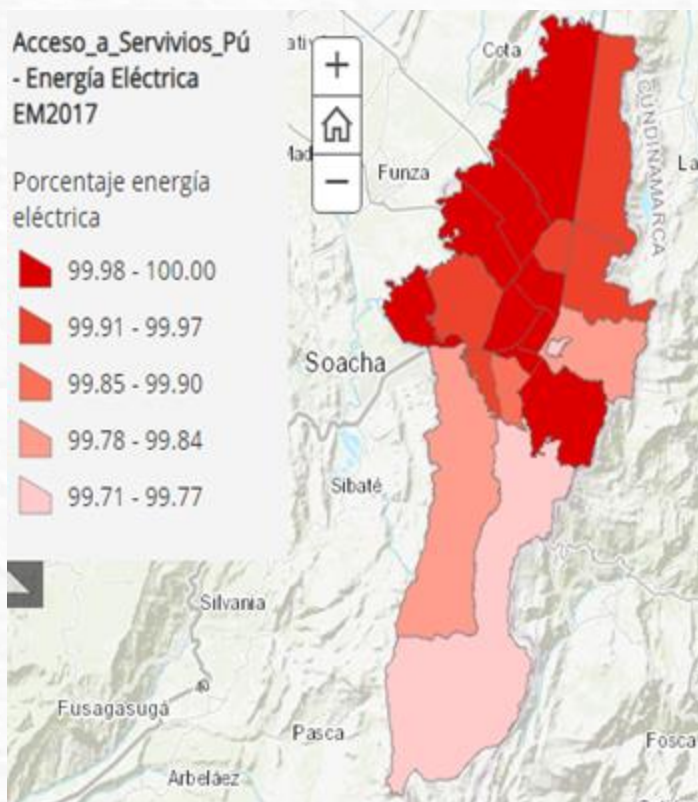 Acceso_a_Servivios_Pú
- Energía Eléctrica
EM2017
Porcentaje energía
eléctrica
99.98 - 100.00
99.91 - 99.97
99.85 - 99.90
99.78 - 99.84
99.71 - 99.77
+
−
Cota
Funza
CUNDINAMARCA
La
Soacha
Sibaté
Silvania
Fusagasugá
Pasca
Fosca
Arbeláez